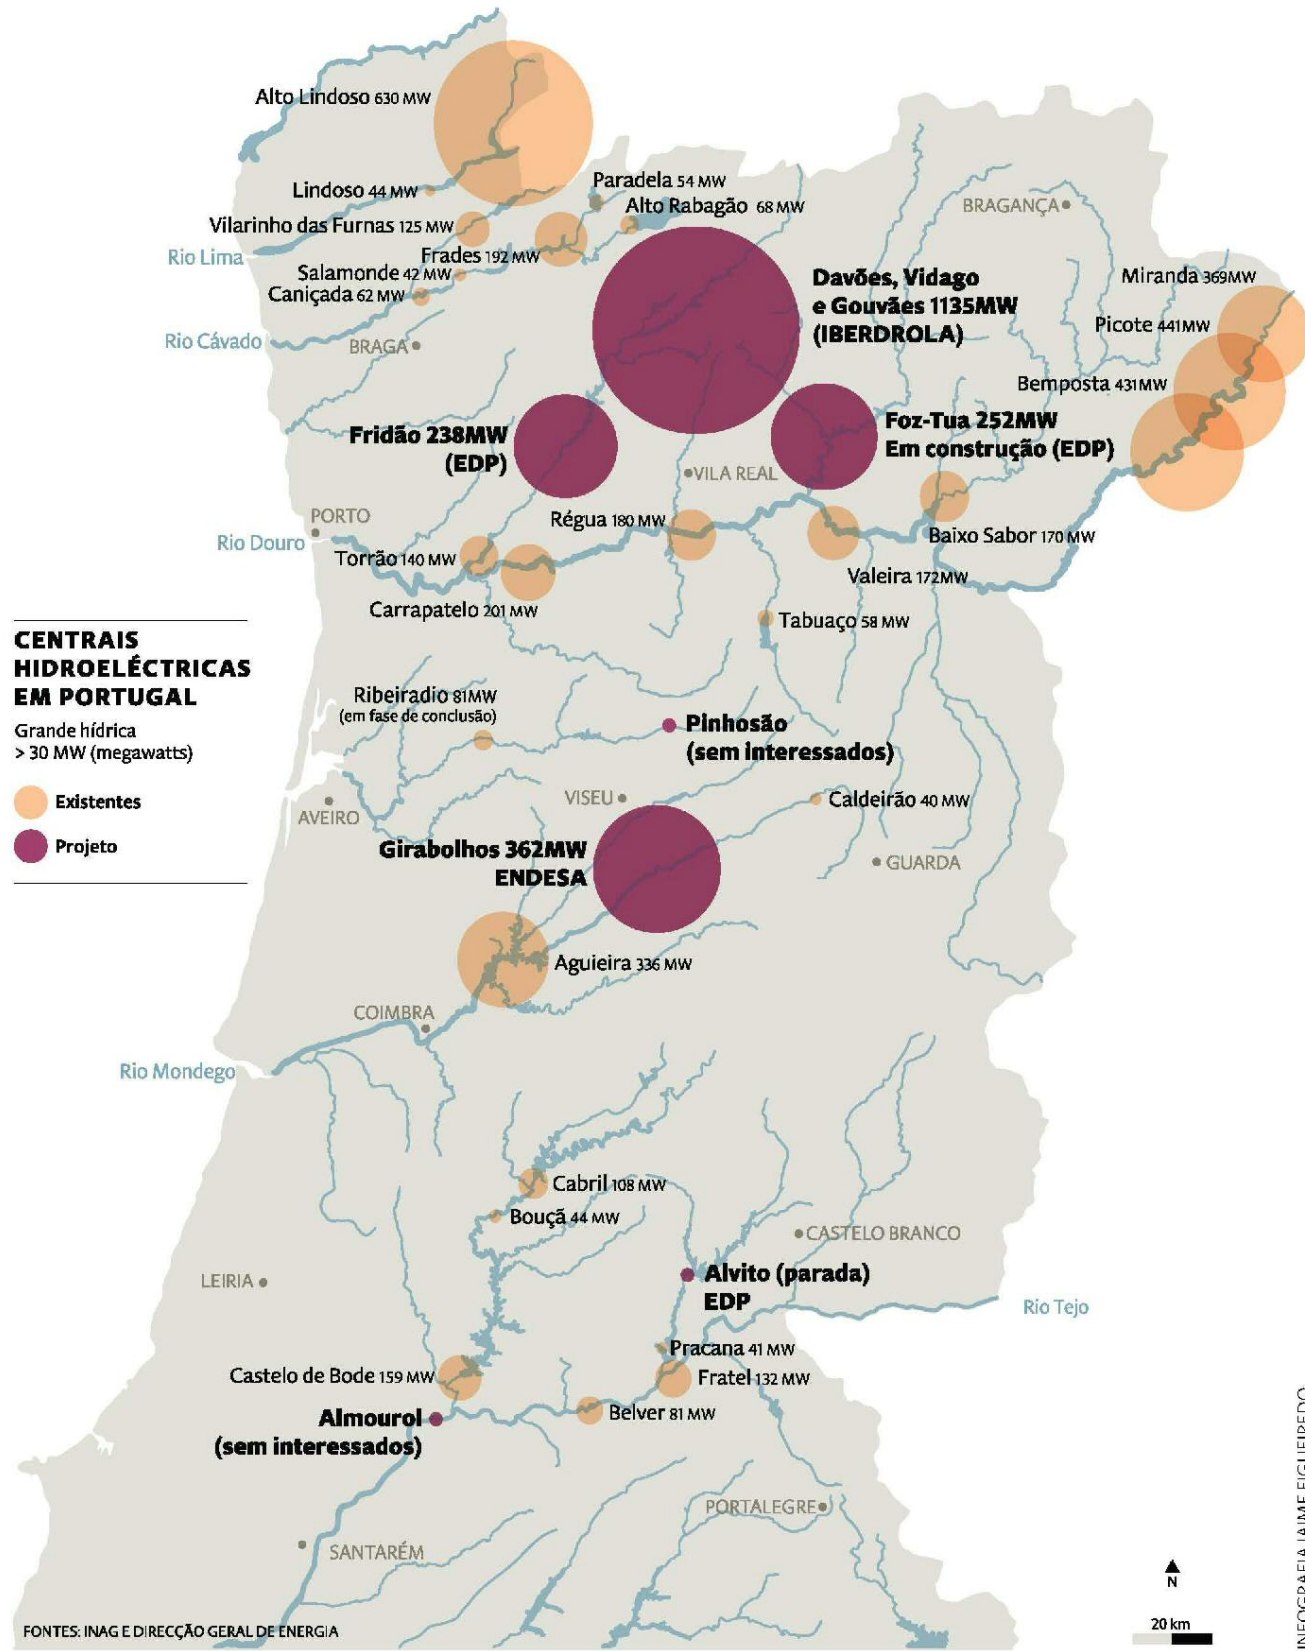 Alto Lindoso 630 MW
Lindoso 44 MW
Paradela 54 MW
Alto Rabagão 68 MW
Vilarinho das Furnas 125 MW
Rio Lima
Frades 192 MW
Salamonde 42 MW
Caniçada 62 MW
Rio Cávado
BRAGA
BRAGANÇA
Davões, Vidago
e Gouvães 1135MW
(IBERDROLA)
Miranda 369MW
Picote 441MW
Bemposta 431MW
Fridão 238MW
(EDP)
Foz-Tua 252MW
Em construção (EDP)
VILA REAL
PORTO
Rio Douro
Régua 180 MW
Torrão 140 MW
Baixo Sabor 170 MW
Valeira 172MW
Carrapatelo 201 MW
Tabuaço 58 MW
CENTRAIS
HIDROELÉCTRICAS
EM PORTUGAL
Grande hídrica
> 30 MW (megawatts)
Existentes
Projeto
Ribeiradio 81MW
(em fase de conclusão)
Pinhosão
(sem interessados)
AVEIRO
VISEU
Caldeirão 40 MW
Girabolhos 362MW
ENDESA
GUARDA
Aguieira 336 MW
COIMBRA
Rio Mondego
Cabril 108 MW
Bouçã 44 MW
CASTELO BRANCO
LEIRIA
Alvito (parada)
EDP
Rio Tejo
Pracana 41 MW
Castelo de Bode 159 MW
Fratel 132 MW
Almourol
(sem interessados)
Belver 81 MW
PORTALEGRE
SANTARÉM
N
20 km
FONTES: INAG E DIRECÇÃO GERAL DE ENERGIA
INFOGRAFIA JAIME FIGUEIREDO